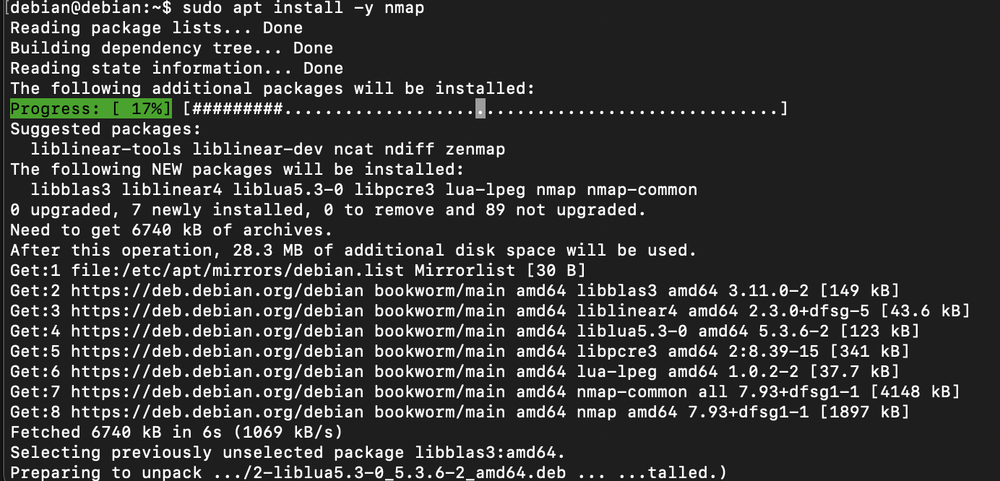 [debian@debian:~$ sudo apt install -y nmap
Reading package lists... Done
Building dependency tree... Done
Reading state information... Done
The following additional packages will be installed:
Progress: [ 17%] [#########.................................................]
Suggested packages:
  liblinear-tools liblinear-dev ncat ndiff zenmap
The following NEW packages will be installed:
  libblas3 liblinear4 liblua5.3-0 libpcre3 lua-lpeg nmap nmap-common
0 upgraded, 7 newly installed, 0 to remove and 89 not upgraded.
Need to get 6740 kB of archives.
After this operation, 28.3 MB of additional disk space will be used.
Get:1 file:/etc/apt/mirrors/debian.list Mirrorlist [30 B]
Get:2 https://deb.debian.org/debian bookworm/main amd64 libblas3 amd64 3.11.0-2 [149 kB]
Get:3 https://deb.debian.org/debian bookworm/main amd64 liblinear4 amd64 2.3.0+dfsg-5 [43.6 kB]
Get:4 https://deb.debian.org/debian bookworm/main amd64 liblua5.3-0 amd64 5.3.6-2 [123 kB]
Get:5 https://deb.debian.org/debian bookworm/main amd64 libpcre3 amd64 2:8.39-15 [341 kB]
Get:6 https://deb.debian.org/debian bookworm/main amd64 lua-lpeg amd64 1.0.2-2 [37.7 kB]
Get:7 https://deb.debian.org/debian bookworm/main amd64 nmap-common all 7.93+dfsg1-1 [4148 kB]
Get:8 https://deb.debian.org/debian bookworm/main amd64 nmap amd64 7.93+dfsg1-1 [1897 kB]
Fetched 6740 kB in 6s (1069 kB/s)
Selecting previously unselected package libblas3:amd64.
Preparing to unpack .../2-liblua5.3-0_5.3.6-2_amd64.deb ... ...talled.)